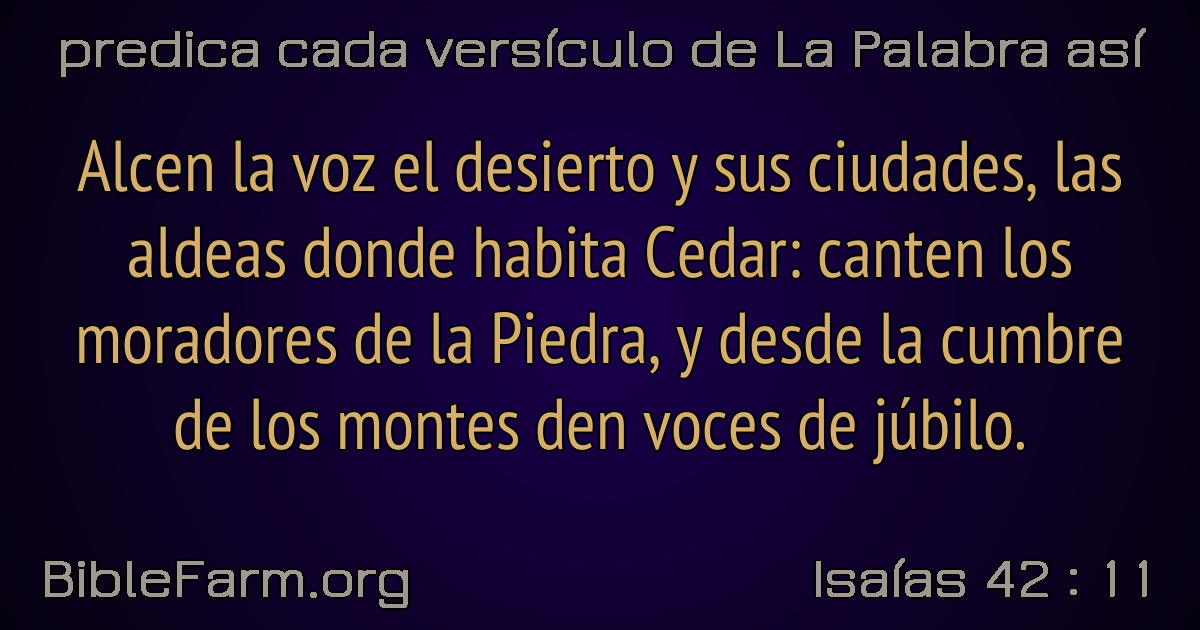 predica cada versículo de La Palabra así
Alcen la voz el desierto y sus ciudades, las
aldeas donde habita Cedar: canten los
moradores de la Piedra, y desde la cumbre
de los montes den voces de júbilo.
BibleFarm.org
Isaías 42 : 11